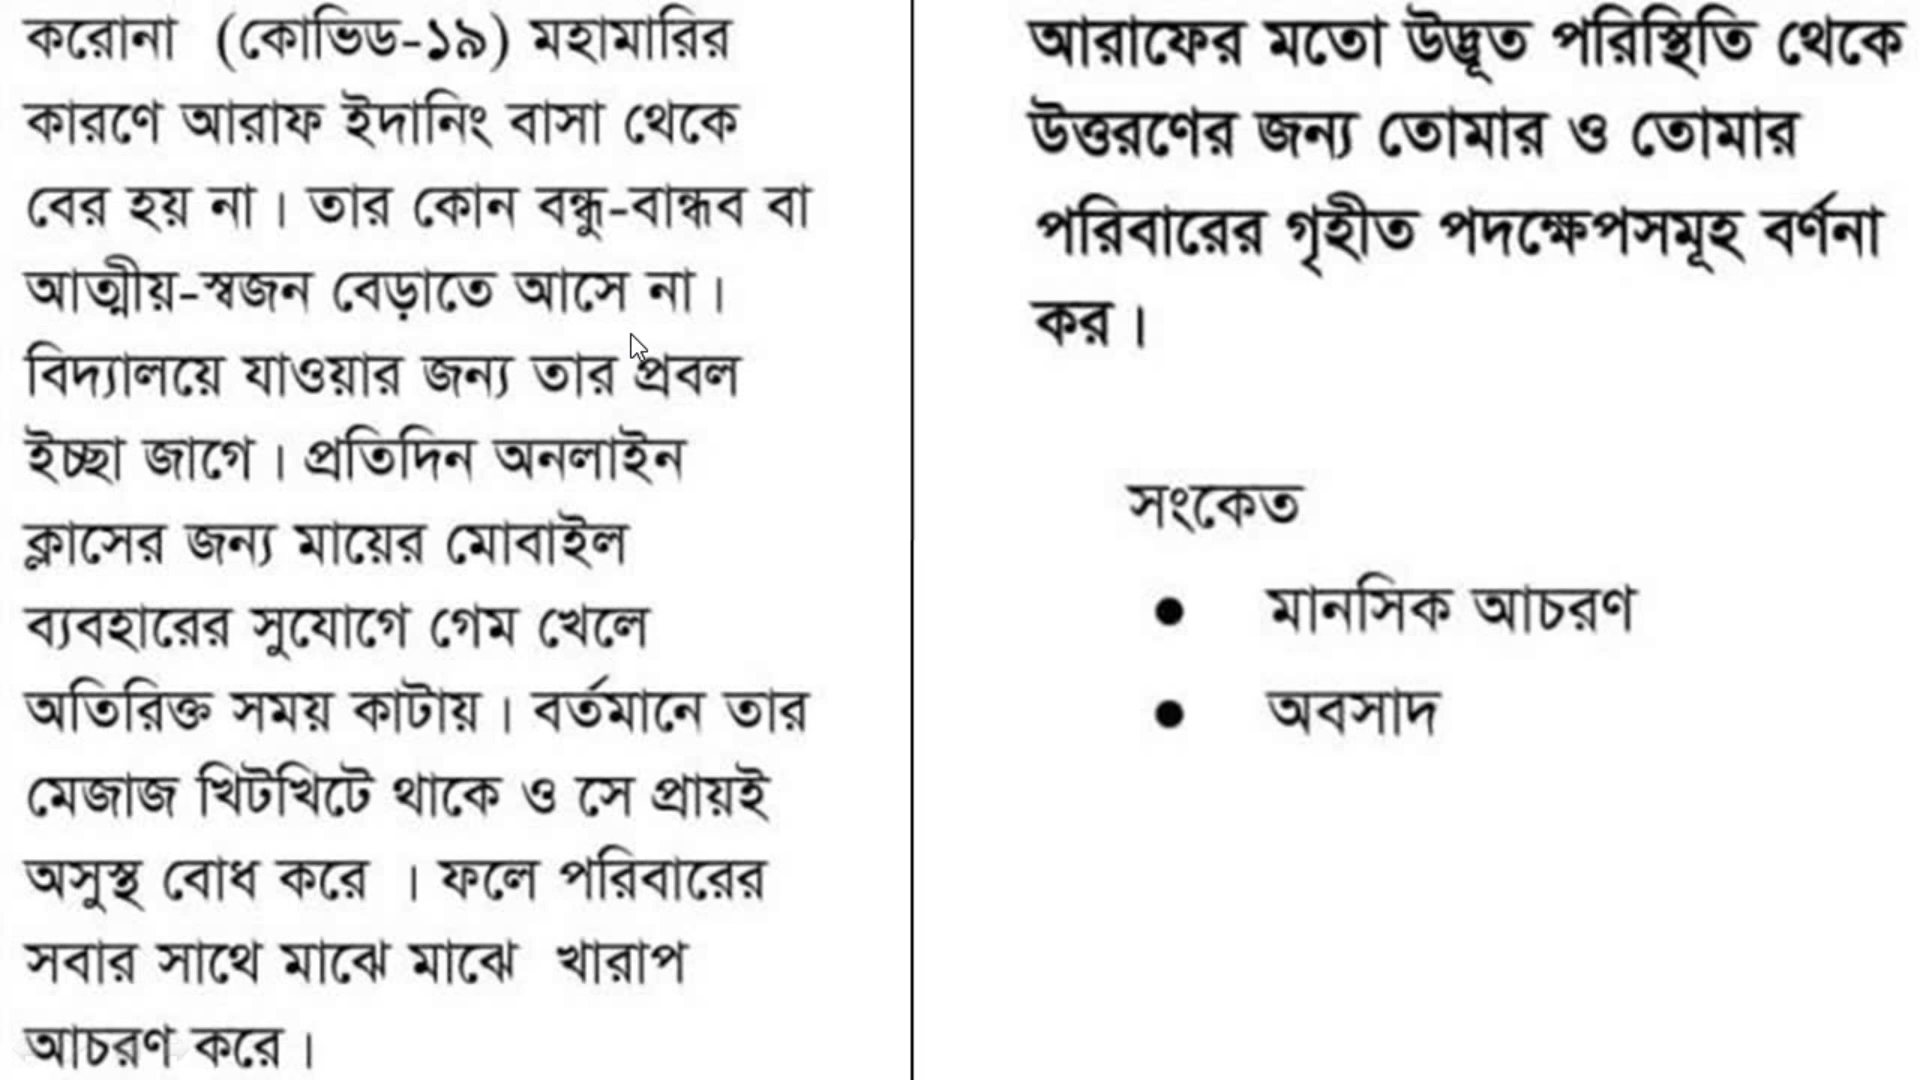 করোনা (কোভিড-১৯) মহামারির
কারণে আরাফ ইদানিং বাসা থেকে
বের হয় না। তার কোন বন্ধু-বান্ধব বা
আত্মীয়-স্বজন বেড়াতে আসে না।
বিদ্যালয়ে যাওয়ার জন্য তার প্রবল
ইচ্ছা জাগে। প্রতিদিন অনলাইন
ক্লাসের জন্য মায়ের মোবাইল
ব্যবহারের সুযোগে গেম খেলে
অতিরিক্ত সময় কাটায়। বর্তমানে তার
মেজাজ খিটখিটে থাকে ও সে প্রায়ই
অসুস্থ বোধ করে । ফলে পরিবারের
সবার সাথে মাঝে মাঝে খারাপ
আচরণ করে।
আরাফের মতো উদ্ভূত পরিস্থিতি থেকে
উত্তরণের জন্য তোমার ও তোমার
পরিবারের গৃহীত পদক্ষেপসমূহ বর্ণনা
কর।
সংকেত
● মানসিক আচরণ
● অবসাদ